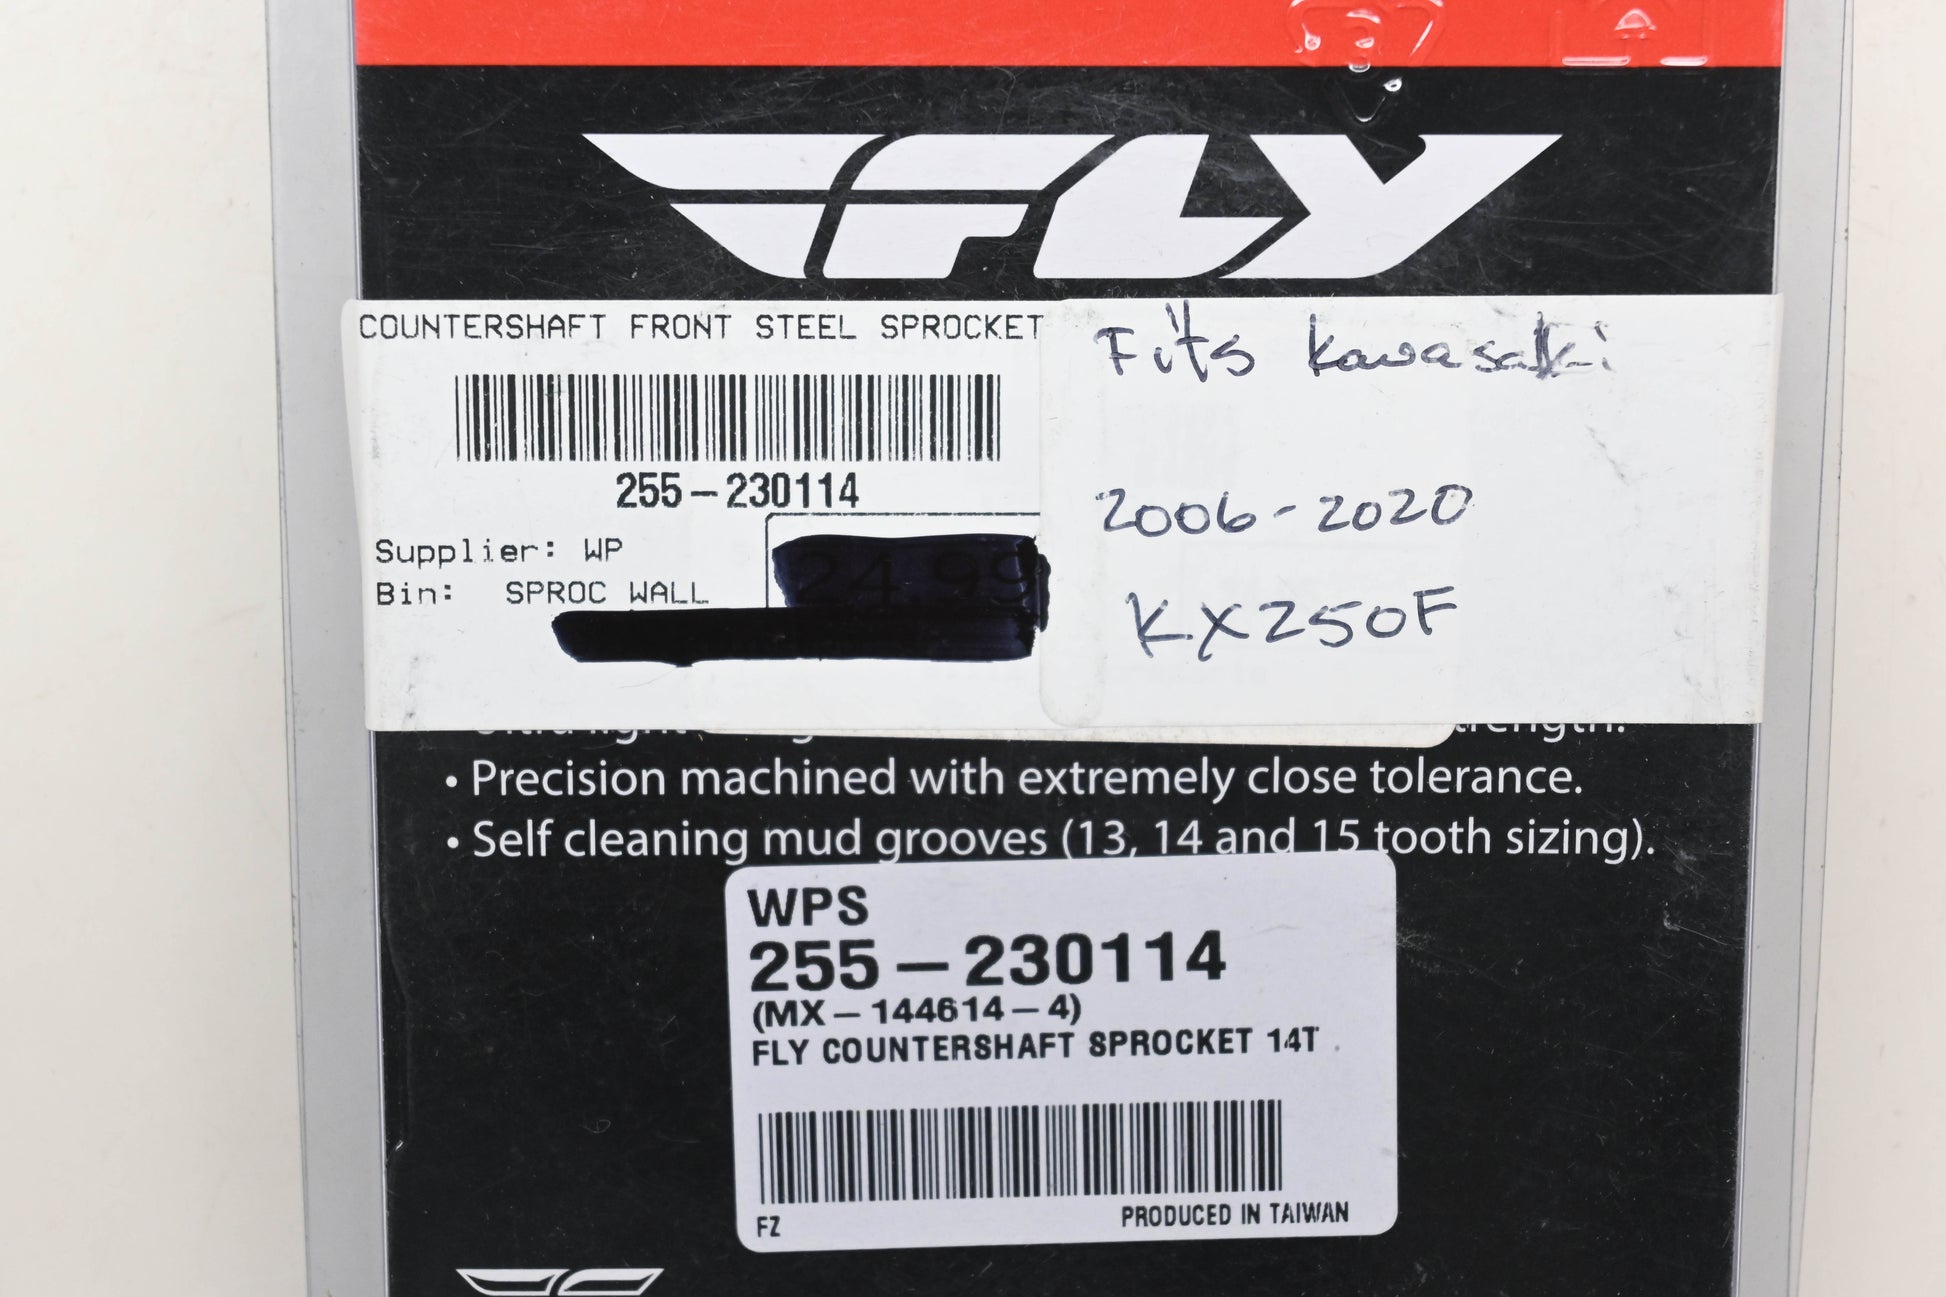 FLY
COUNTERSHAFT FRONT STEEL SPROCKET
255-230114
Supplier: WP
Bin: SPROC WALL
24.99
Fits Kawasaki
2006-2020
KX250F
• Precision machined with extremely close tolerance.
• Self cleaning mud grooves (13, 14 and 15 tooth sizing).
WPS
255-230114
(MX-144614-4)
FLY COUNTERSHAFT SPROCKET 14T
FZ
PRODUCED IN TAIWAN